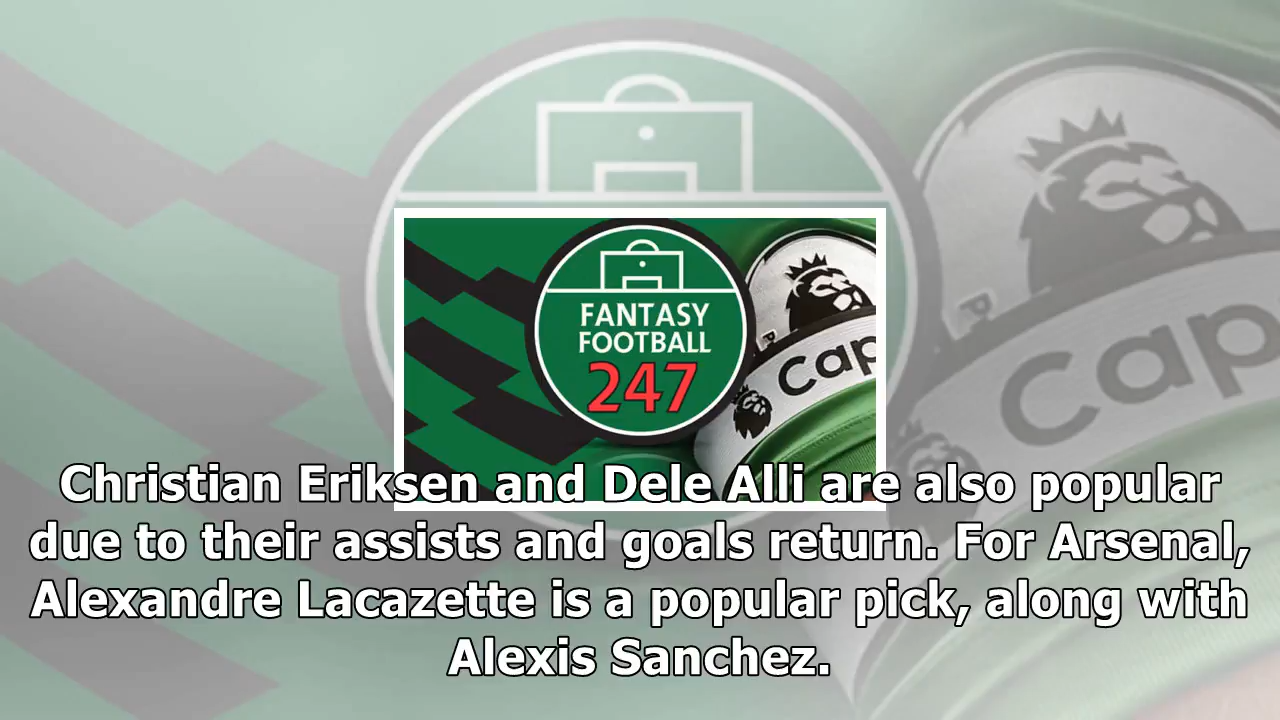 FANTASY
FOOTBALL
247
Cap
Cap
Christian Eriksen and Dele Alli are also popular
due to their assists and goals return. For Arsenal,
Alexandre Lacazette is a popular pick, along with
Alexis Sanchez.